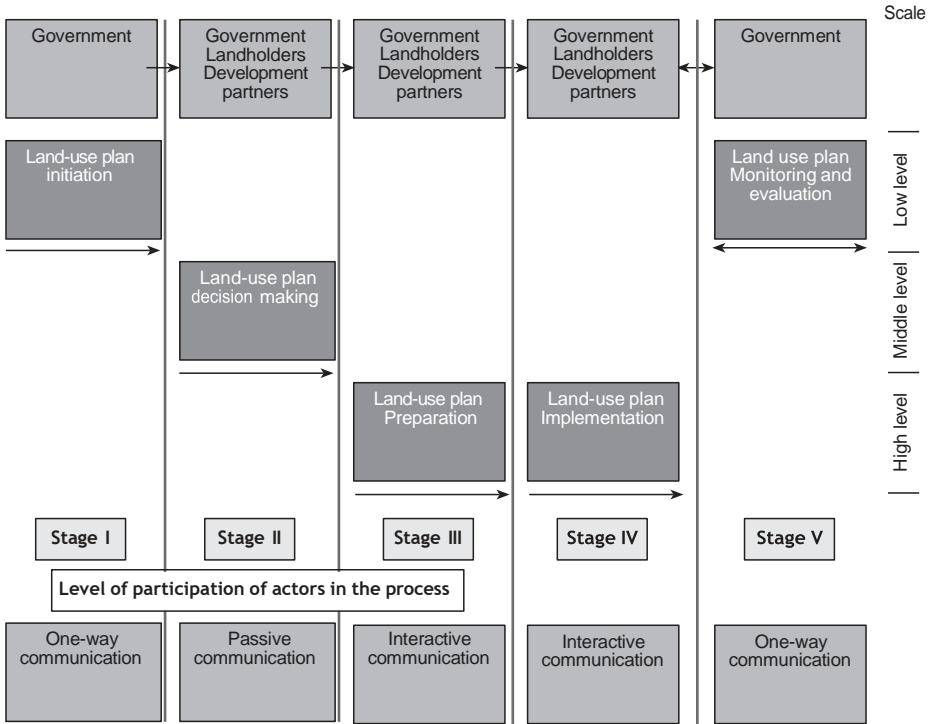 Scale
Government
Government
Landholders
Development
partners
Government
Landholders
Development
partners
Government
Landholders
Development
partners
Government
Land-use plan
initiation
Land use plan
Monitoring and
evaluation
Low level
Land-use plan
decision making
Middle level
Land-use plan
Preparation
Land-use plan
Implementation
High level
Stage I
Stage II
Stage III
Stage IV
Stage V
Level of participation of actors in the process
One-way
communication
Passive
communication
Interactive
communication
Interactive
communication
One-way
communication